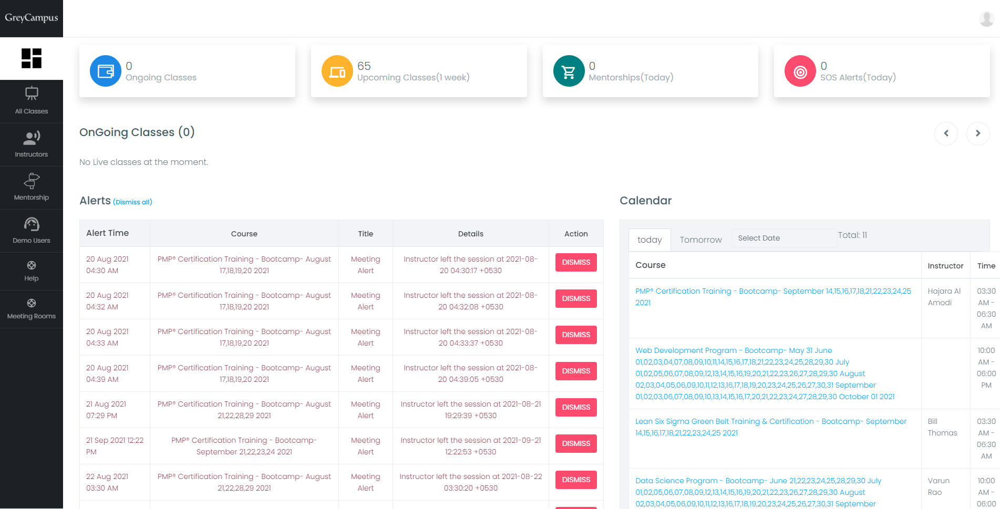 GreyCampus
All Classes
Instructors
Mentorship
Demo Users
Help
Meeting Rooms
0
Ongoing Classes
65
Upcoming Classes(1 week)
0
Mentorships(Today)
0
SOS Alerts(Today)
OnGoing Classes (0)
No Live classes at the moment.
Alerts (Dismiss all)
Alert Time Course Title Details Action
20 Aug 2021 PMP® Certification Training - Bootcamp- August Meeting Instructor left the session at 2021-08- DISMISS
04:30 AM 17,18,19,20 2021 Alert 20 04:30:17 +0530
20 Aug 2021 PMP® Certification Training - Bootcamp- August Meeting Instructor left the session at 2021-08- DISMISS
04:32 AM 17,18,19,20 2021 Alert 20 04:32:08 +0530
20 Aug 2021 PMP® Certification Training - Bootcamp- August Meeting Instructor left the session at 2021-08- DISMISS
04:33 AM 17,18,19,20 2021 Alert 20 04:33:37 +0530
20 Aug 2021 PMP® Certification Training - Bootcamp- August Meeting Instructor left the session at 2021-08- DISMISS
04:39 AM 17,18,19,20 2021 Alert 20 04:39:05 +0530
21 Aug 2021 PMP® Certification Training - Bootcamp- August Meeting Instructor left the session at 2021-08-21 DISMISS
07:29 PM 21,22,28,29 2021 Alert 19:29:39 +0530
21 Sep 2021 12:22 PMP® Certification Training - Bootcamp- Meeting Instructor left the session at 2021-09-21 DISMISS
PM September 21,22,23,24 2021 Alert 12:22:53 +0530
22 Aug 2021 PMP® Certification Training - Bootcamp- August Meeting Instructor left the session at 2021-08-22 DISMISS
03:30 AM 21,22,28,29 2021 Alert 03:30:20 +0530
Calendar
today Tomorrow Select Date Total: 11
Course Instructor Time
PMP® Certification Training - Bootcamp- September 14,15,16,17,18,21,22,23,24,25 Hajara Al 03:30
2021 Amodi AM -
06:30
AM
Web Development Program - Bootcamp- May 31 June 10:00
01,02,03,04,07,08,09,10,11,14,15,16,17,18,21,22,23,24,25,28,29,30 July AM -
01,02,05,06,07,08,09,12,13,14,15,16,19,20,21,22,23,26,27,28,29,30 August 06:00
02,03,04,05,06,09,10,11,12,13,16,17,18,19,20,23,24,25,26,27,30,31 September PM
01,02,03,06,07,08,09,10,13,14,15,16,17,20,21,22,23,24,27,28,29,30 October 01 2021
Lean Six Sigma Green Belt Training & Certification - Bootcamp- September Bill 03:30
14,15,16,17,18,21,22,23,24,25 2021 Thomas AM -
06:30
AM
Data Science Program - Bootcamp- June 21,22,23,24,25,28,29,30 July Varun 10:00
01,02,05,06,07,08,09,12,13,14,15,16,19,20,21,22,23,26,27,28,29,30 August Rao AM -
02,03,04,05,06,09,10,11,12,13,16,17,18,19,20,23,24,25,26,27,30,31 September 06:00